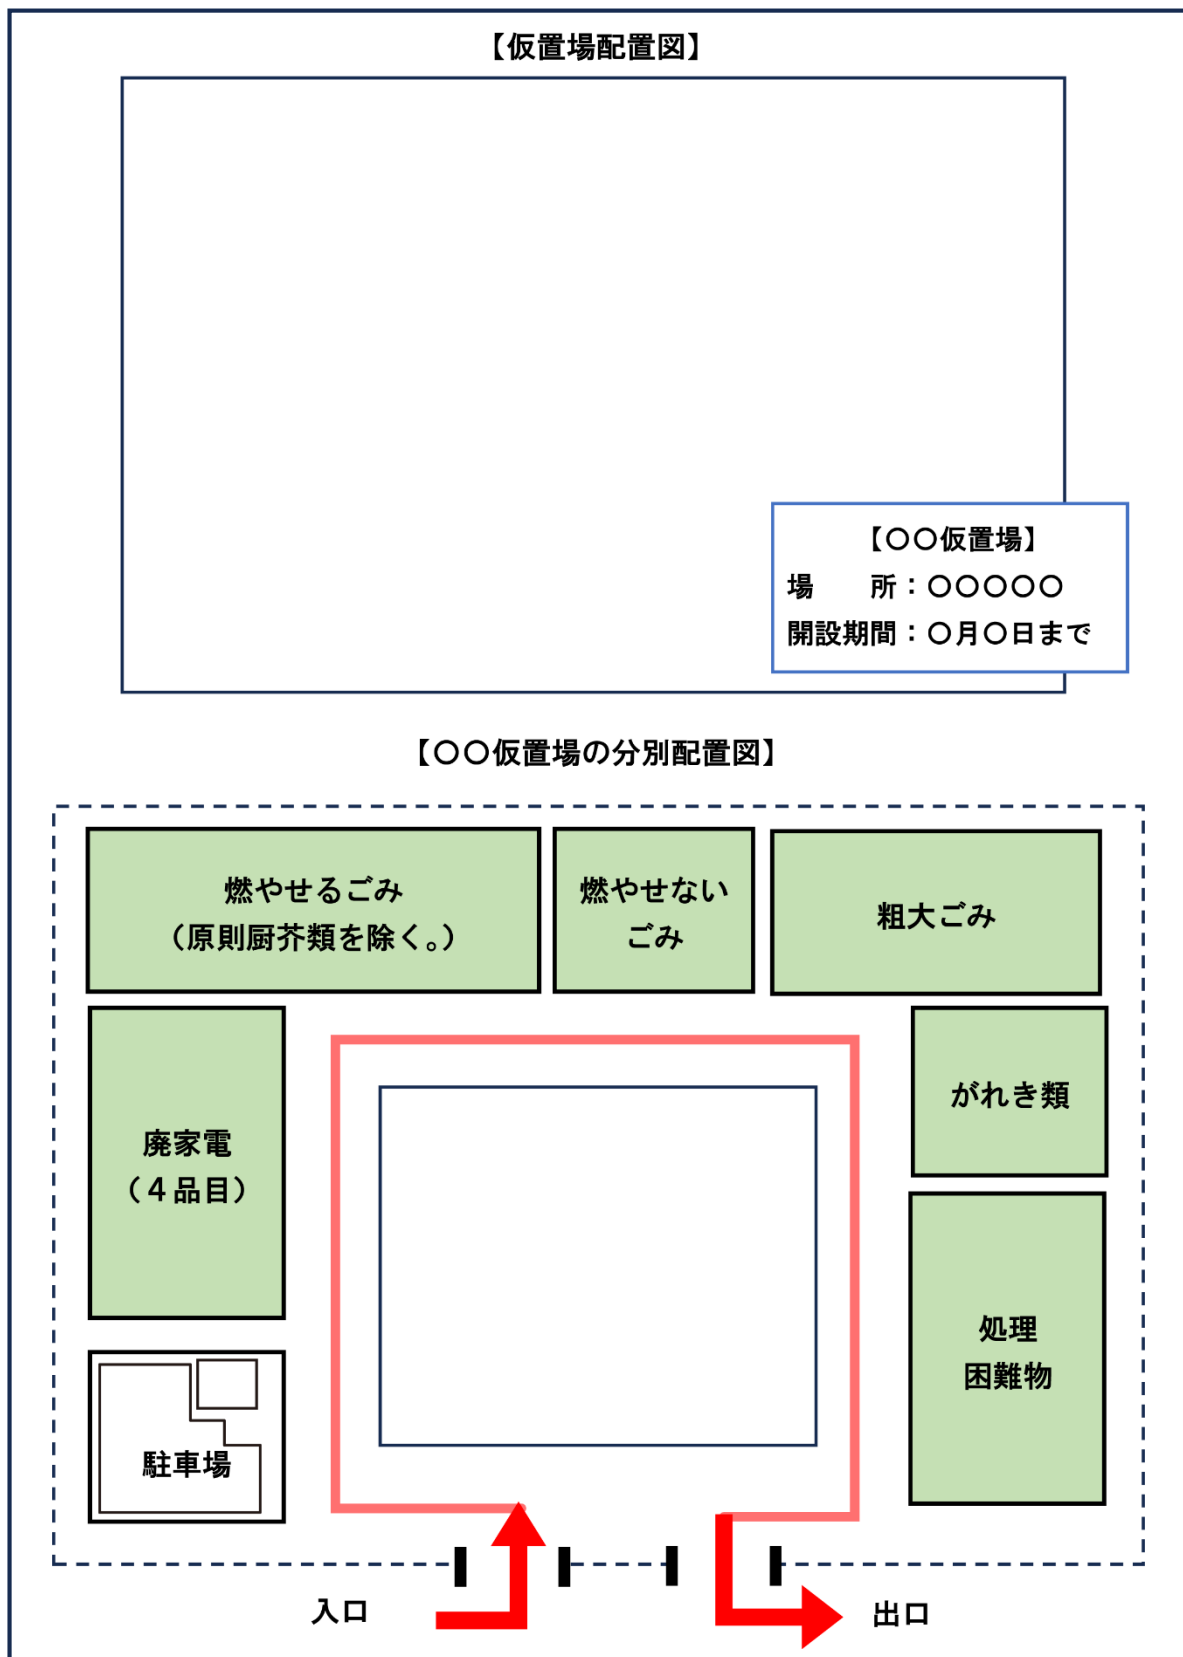 【仮置場配置図】
【〇〇仮置場】
場　　所：〇〇〇〇〇
開設期間：〇月〇日まで
【〇〇仮置場の分別配置図】
燃やせるごみ
（原則厨芥類を除く。）
燃やせない
ごみ
粗大ごみ
廃家電
（４品目）
がれき類
処理
困難物
駐車場
入口
出口